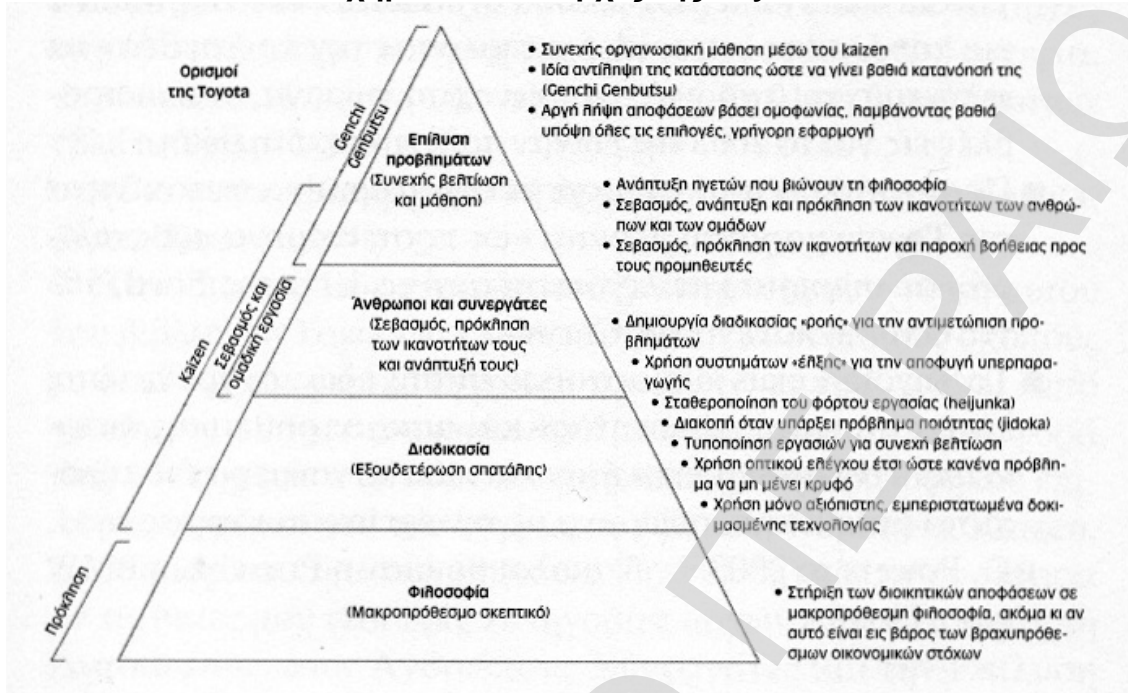 Ορισμοί
της Toyota
Genchi
Genbutsu
Επίλυση
προβλημάτων
(Συνεχής βελτίωση
και μάθηση)
• Συνεχής οργανωσιακή μάθηση μέσω του kaizen
• Ιδία αντίληψη της κατάστασης ώστε να γίνει βαθιά κατανόησή της
(Genchi Genbutsu)
• Αργή λήψη αποφάσεων βάσει ομοφωνίας, λαμβάνοντας βαθιά
υπόψη όλες τις επιλογές, γρήγορη εφαρμογή
Kaizen
Σεβασμός και
ομαδική εργασία
Άνθρωποι και συνεργάτες
(Σεβασμός, πρόκληση
των ικανοτήτων τους
και ανάπτυξή τους)
• Ανάπτυξη ηγετών που βιώνουν τη φιλοσοφία
• Σεβασμός, ανάπτυξη και πρόκληση των ικανοτήτων των ανθρώ-
πων και των ομάδων
• Σεβασμός, πρόκληση των ικανοτήτων και παροχή βοήθειας προς
τους προμηθευτές
Διαδικασία
(Εξουδετέρωση σπατάλης)
• Δημιουργία διαδικασίας «ροής» για την αντιμετώπιση προ-
βλημάτων
• Χρήση συστημάτων «έλξης» για την αποφυγή υπερπαρα-
γωγής
• Σταθεροποίηση του φόρτου εργασίας (heijunka)
• Διακοπή όταν υπάρξει πρόβλημα ποιότητας (jidoka)
• Τυποποίηση εργασιών για συνεχή βελτίωση
• Χρήση οπτικού ελέγχου έτσι ώστε κανένα πρόβλη-
μα να μη μένει κρυφό
• Χρήση μόνο αξιόπιστης, εμπεριστατωμένα δοκι-
μασμένης τεχνολογίας
Πρόκληση
Φιλοσοφία
(Μακροπρόθεσμο σκεπτικό)
• Στήριξη των διοικητικών αποφάσεων σε
μακροπρόθεσμη φιλοσοφία, ακόμα κι αν
αυτό είναι εις βάρος των βραχυπρόθε-
σμων οικονομικών στόχων